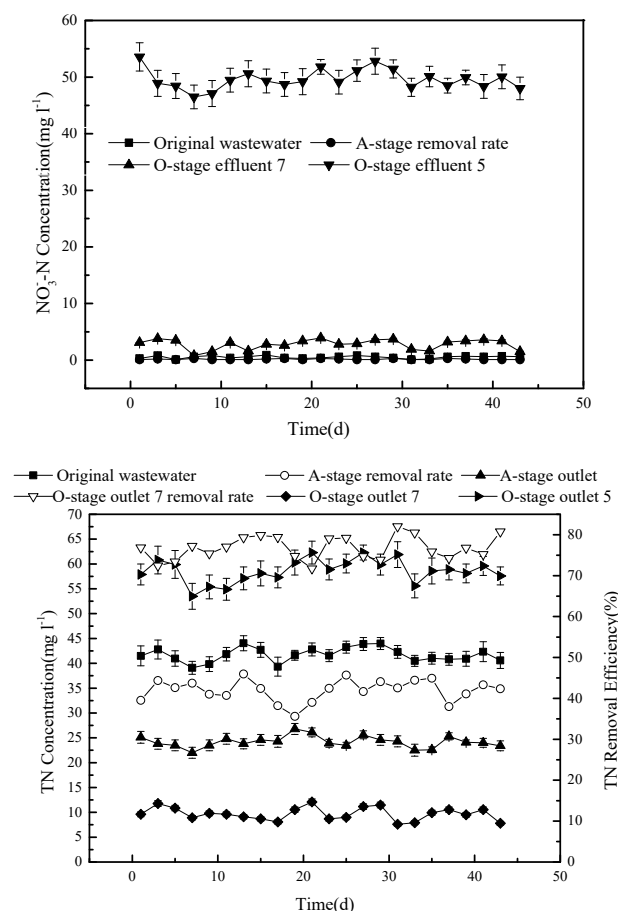 60
50
40
30
20
10
0
NO₃⁻-N Concentration(mg l⁻¹)
Original wastewater A-stage removal rate
O-stage effluent 7 O-stage effluent 5
0 10 20 30 40 50
Time(d)
Original wastewater A-stage removal rate A-stage outlet
O-stage outlet 7 removal rate O-stage outlet 7 O-stage outlet 5
70
65
60
55
50
45
40
35
30
25
20
15
10
5
0
TN Concentration(mg l⁻¹)
80
70
60
50
40
30
20
10
0
TN Removal Efficiency(%)
0 10 20 30 40 50
Time(d)